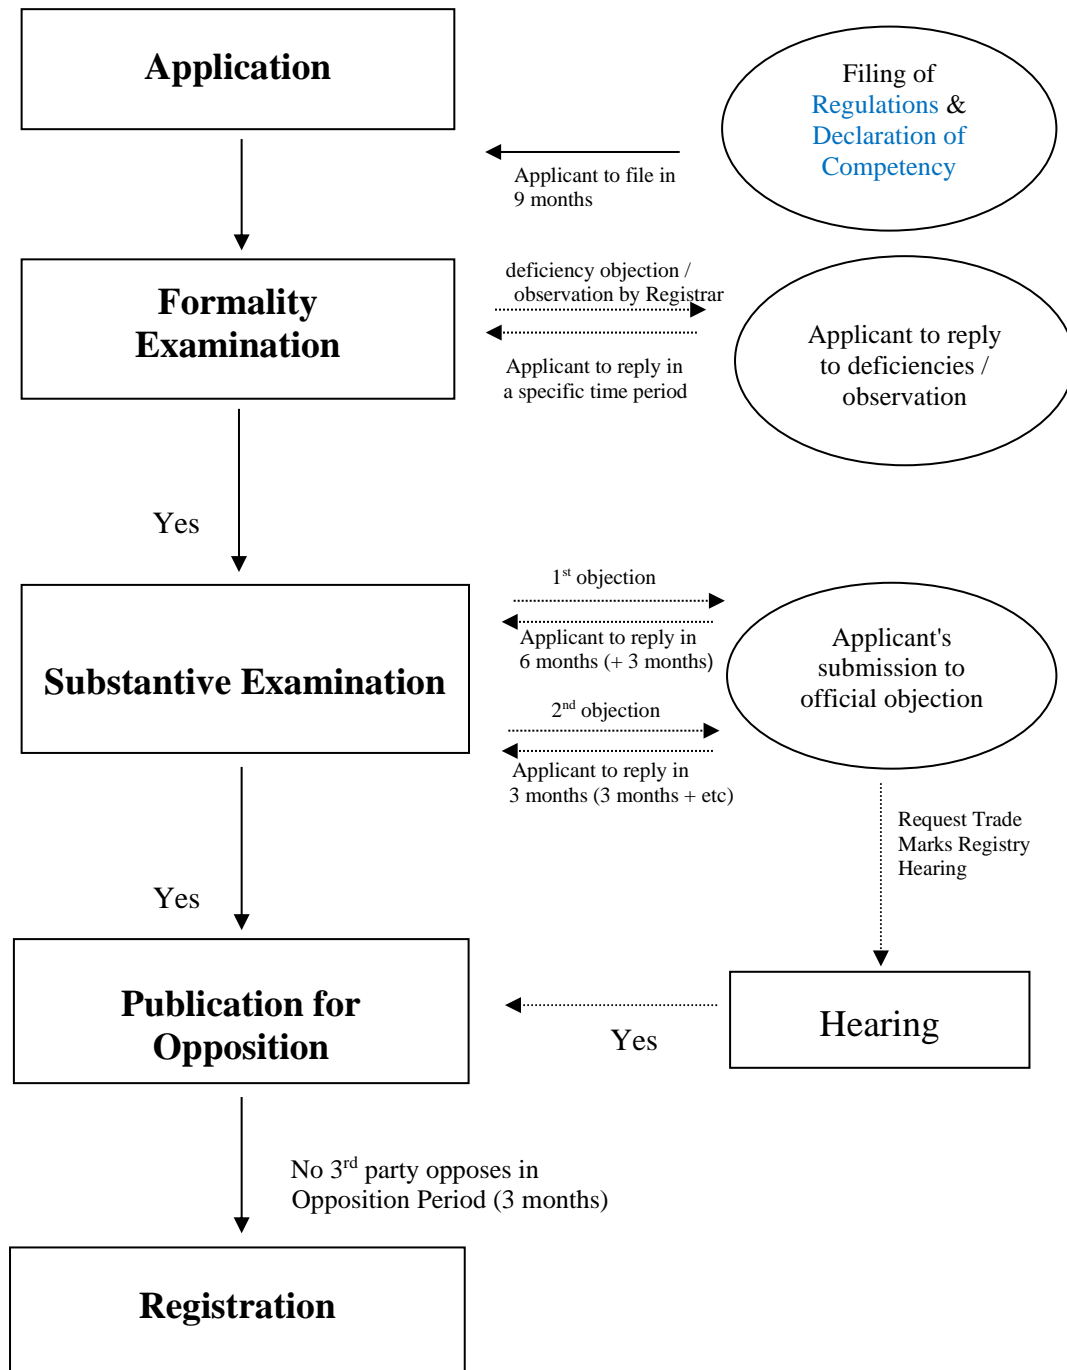 Application
Filing of
Regulations &
Declaration of
Competency
Applicant to file in
9 months
Formality
Examination
deficiency objection /
observation by Registrar
Applicant to reply in
a specific time period
Applicant to reply
to deficiencies /
observation
Yes
Substantive Examination
1st objection
Applicant to reply in
6 months (+ 3 months)
2nd objection
Applicant to reply in
3 months (3 months + etc)
Applicant's
submission to
official objection
Request Trade
Marks Registry
Hearing
Yes
Publication for
Opposition
Yes
Hearing
No 3rd party opposes in
Opposition Period (3 months)
Registration